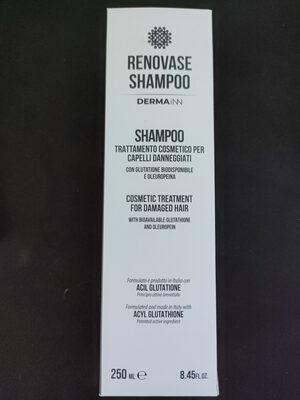 RENOVASE
SHAMPOO
DERMAiNN
SHAMPOO
TRATTAMENTO COSMETICO PER
CAPELLI DANNEGGIATI
CON GLUTATIONE BIODISPONIBILE
E OLEUROPEINA
COSMETIC TREATMENT
FOR DAMAGED HAIR
WITH BIOAVAILABLE GLUTATHIONE
AND OLEUROPEIN
Formulato e prodotto in Italia con
ACIL GLUTATIONE
Principio attivo brevettato
Formulated and made in Italy with
ACYL GLUTATHIONE
Patented active ingredient
250 ML ℮ 8.45FL.OZ.